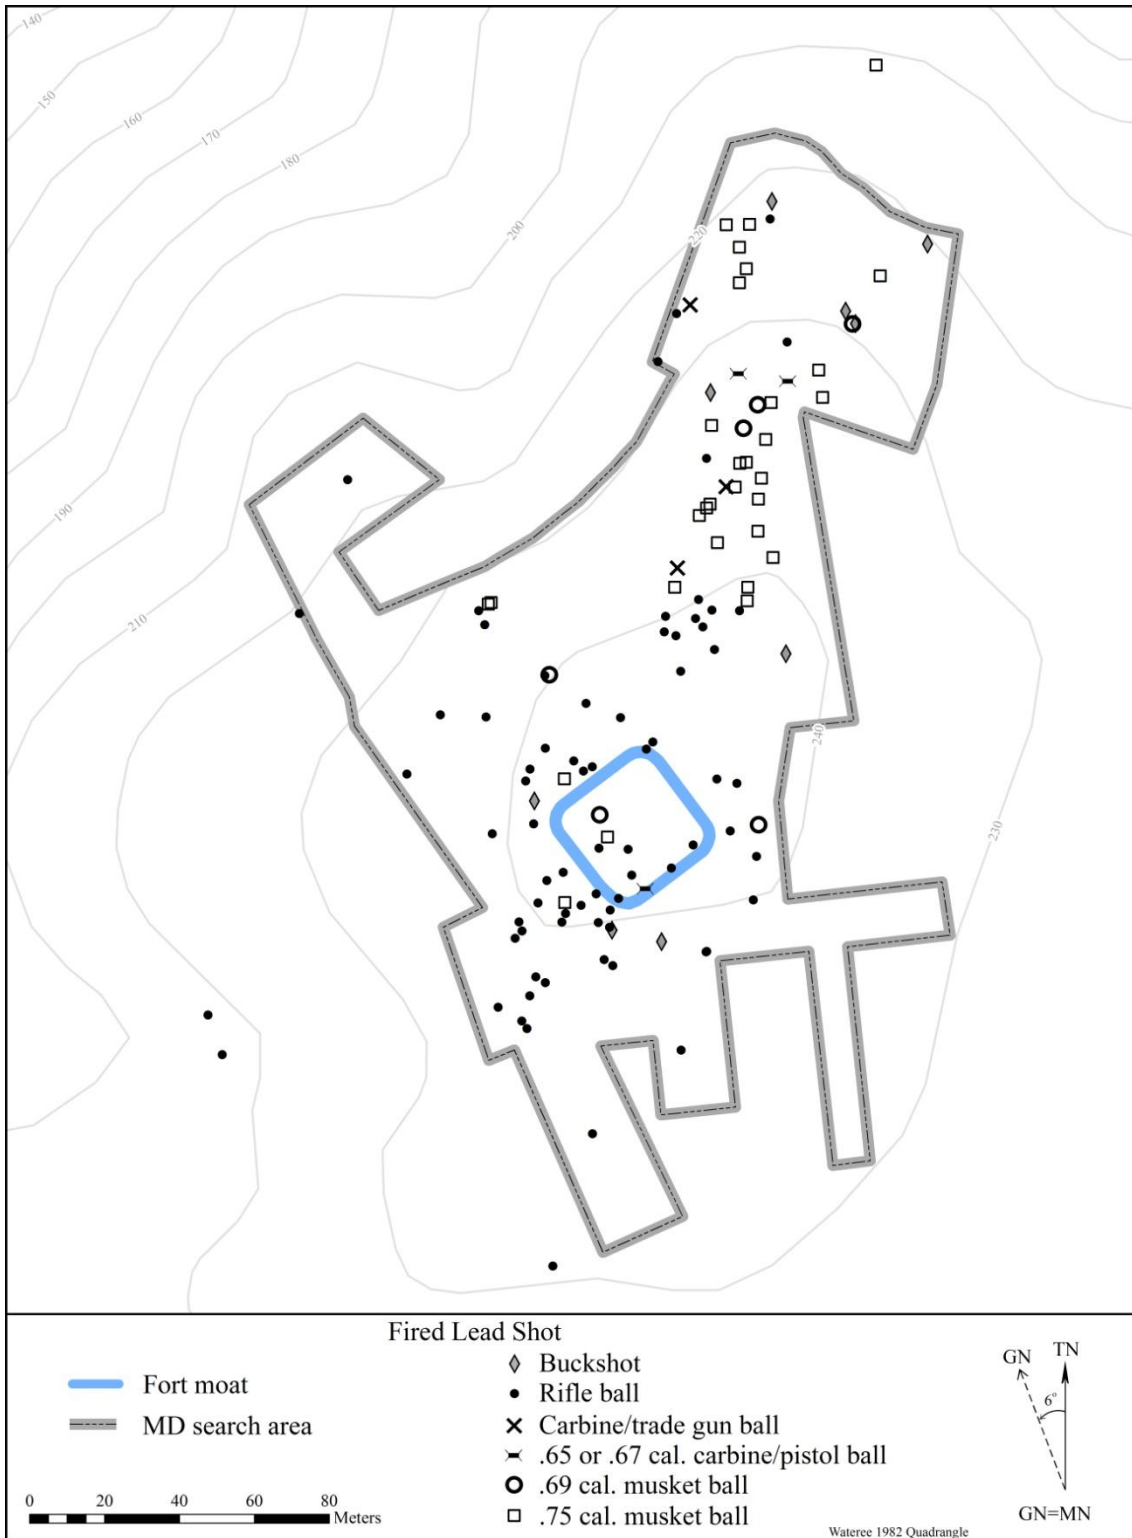 140
150
160
170
180
200
220
190
210
240
230
Fired Lead Shot
Fort moat
MD search area
Buckshot
Rifle ball
Carbine/trade gun ball
.65 or .67 cal. carbine/pistol ball
.69 cal. musket ball
.75 cal. musket ball
GN TN
6°
GN=MN
0 20 40 60 80
Meters
Wateree 1982 Quadrangle